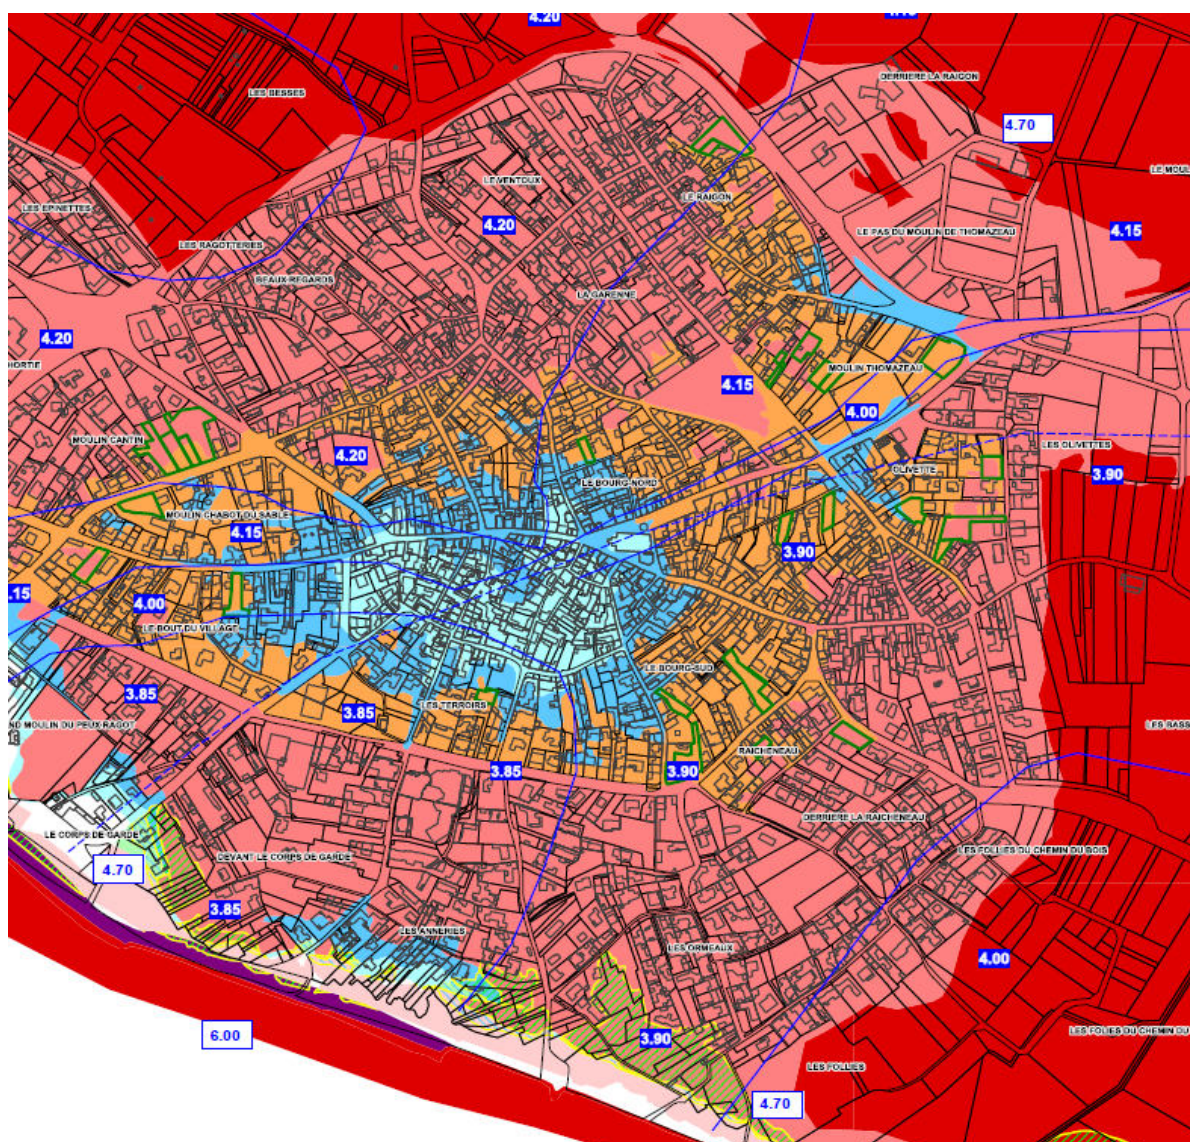 4.20
4.15
DERRIERE LA RAIGON
LES BESSES
4.70
LE VENTOUX
LE RAIGON
LES EPINETTES
4.20
LE PAS DU MOULIN DE THOMAZEAU
4.15
LES RAGOTTERIES
BEAUX REGARDS
LA GARENNE
4.20
HORTIE
MOULIN THOMAZEAU
4.15
4.00
MOULIN CANTIN
4.20
LES OLIVETTES
OLIVETTE
3.90
LE BOURG-NORD
MOULIN CHABOT DU SABLE
4.15
3.90
.15
4.00
LE BOUT DU VILLAGE
LE BOURG-SUD
3.85
LES TERROIRS
3.85
ND MOULIN DU PEUX RAGOT
LES BASS
RAICHENEAU
3.85
3.90
DERRIERE LA RAICHENEAU
LE CORPS DE GARDE
DEVANT LE CORPS DE GARDE
LES FOLLIES DU CHEMIN DU BOIS
4.70
3.85
LES ANNERIES
LES ORMEAUX
4.00
6.00
3.90
LES FOLIES DU CHEMIN DU
LES FOLLIES
4.70